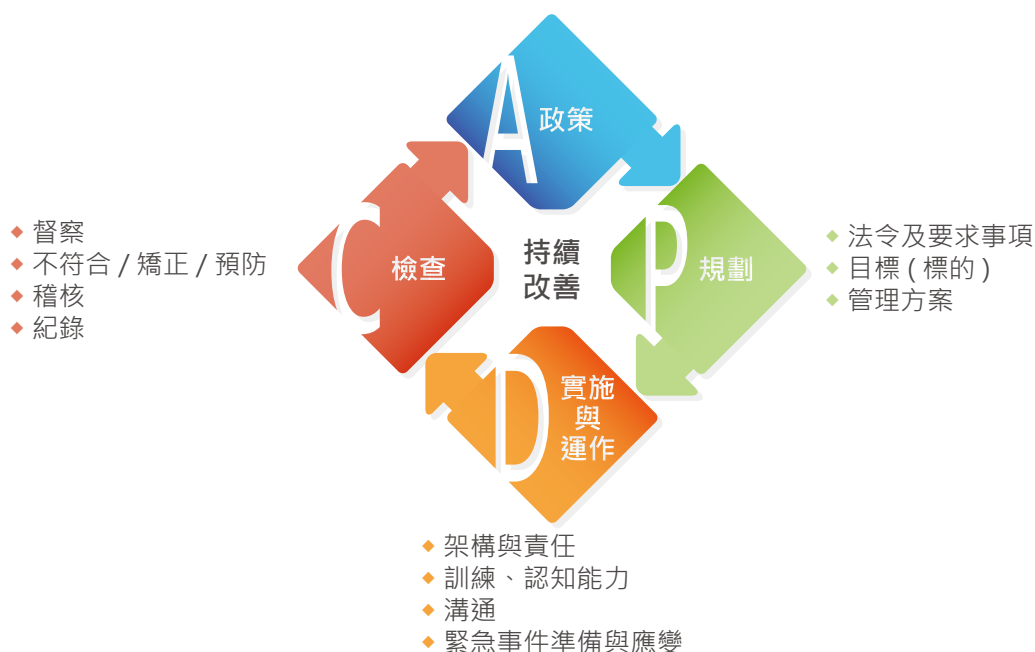 A
政策
P
規劃
法令及要求事項
目標 ( 標的 )
管理方案
D
實施
與
運作
架構與責任
訓練、認知能力
溝通
緊急事件準備與應變
C
檢查
督察
不符合 / 矯正 / 預防
稽核
紀錄
持續
改善